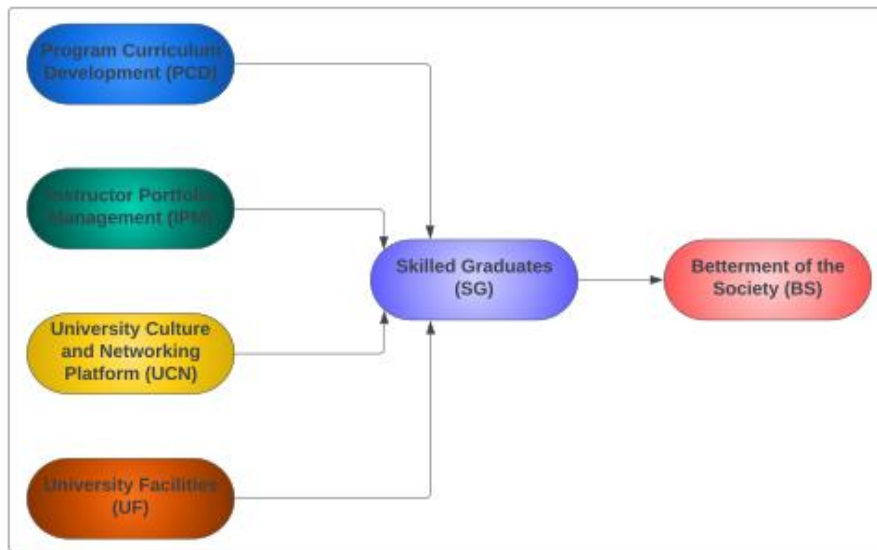 Program Curriculum
Development (PCD)
Instructor Portfolio
Management (IPM)
University Culture
and Networking
Platform (UCN)
University Facilities
(UF)
Skilled Graduates
(SG)
Betterment of the
Society (BS)